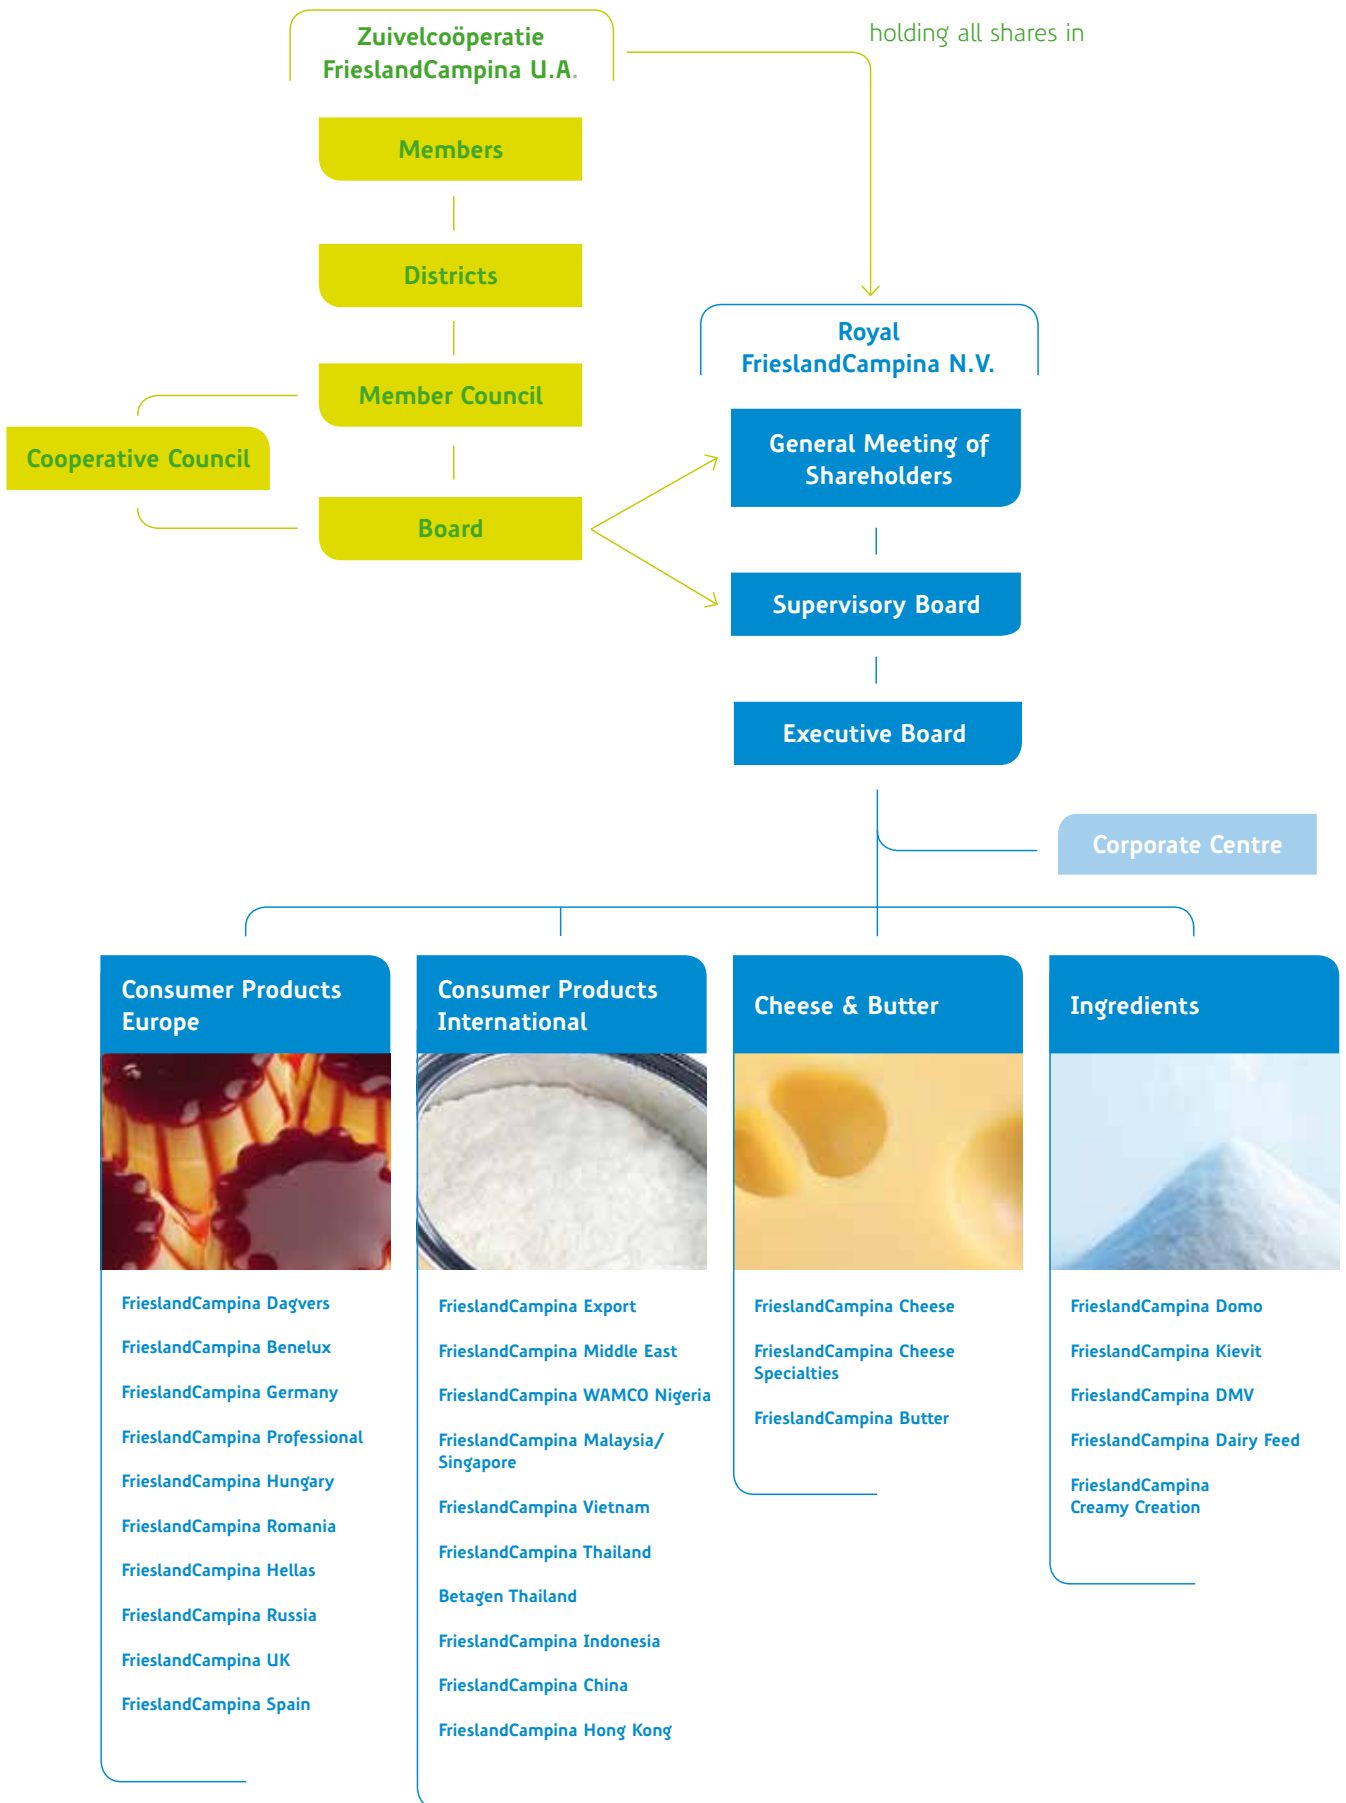 Zuivelcoöperatie
FrieslandCampina U.A.
holding all shares in
Members
Districts
Member Council
Cooperative Council
Board
Royal
FrieslandCampina N.V.
General Meeting of
Shareholders
Supervisory Board
Executive Board
Corporate Centre
Consumer Products
Europe
FrieslandCampina Dagvers
FrieslandCampina Benelux
FrieslandCampina Germany
FrieslandCampina Professional
FrieslandCampina Hungary
FrieslandCampina Romania
FrieslandCampina Hellas
FrieslandCampina Russia
FrieslandCampina UK
FrieslandCampina Spain
Consumer Products
International
FrieslandCampina Export
FrieslandCampina Middle East
FrieslandCampina WAMCO Nigeria
FrieslandCampina Malaysia/
Singapore
FrieslandCampina Vietnam
FrieslandCampina Thailand
Betagen Thailand
FrieslandCampina Indonesia
FrieslandCampina China
FrieslandCampina Hong Kong
Cheese & Butter
FrieslandCampina Cheese
FrieslandCampina Cheese
Specialties
FrieslandCampina Butter
Ingredients
FrieslandCampina Domo
FrieslandCampina Kievit
FrieslandCampina DMV
FrieslandCampina Dairy Feed
FrieslandCampina
Creamy Creation